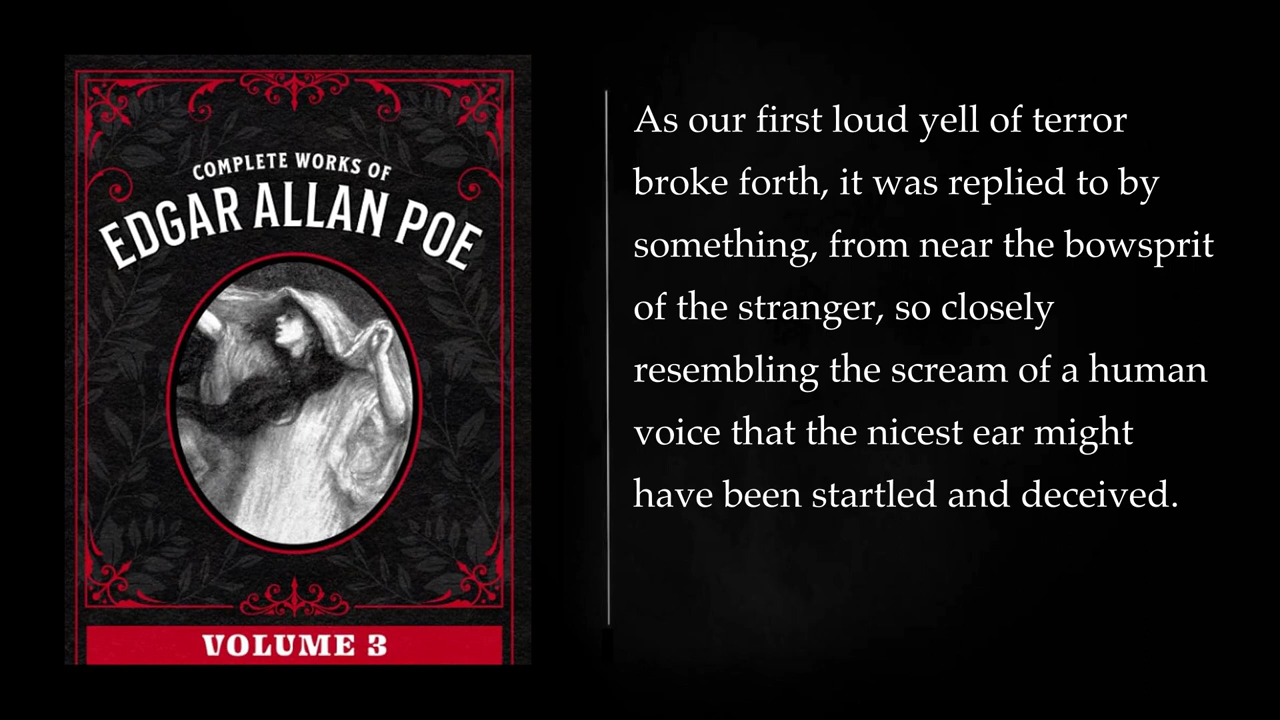 COMPLETE WORKS OF
EDGAR ALLAN POE
VOLUME 3
As our first loud yell of terror
broke forth, it was replied to by
something, from near the bowsprit
of the stranger, so closely
resembling the scream of a human
voice that the nicest ear might
have been startled and deceived.